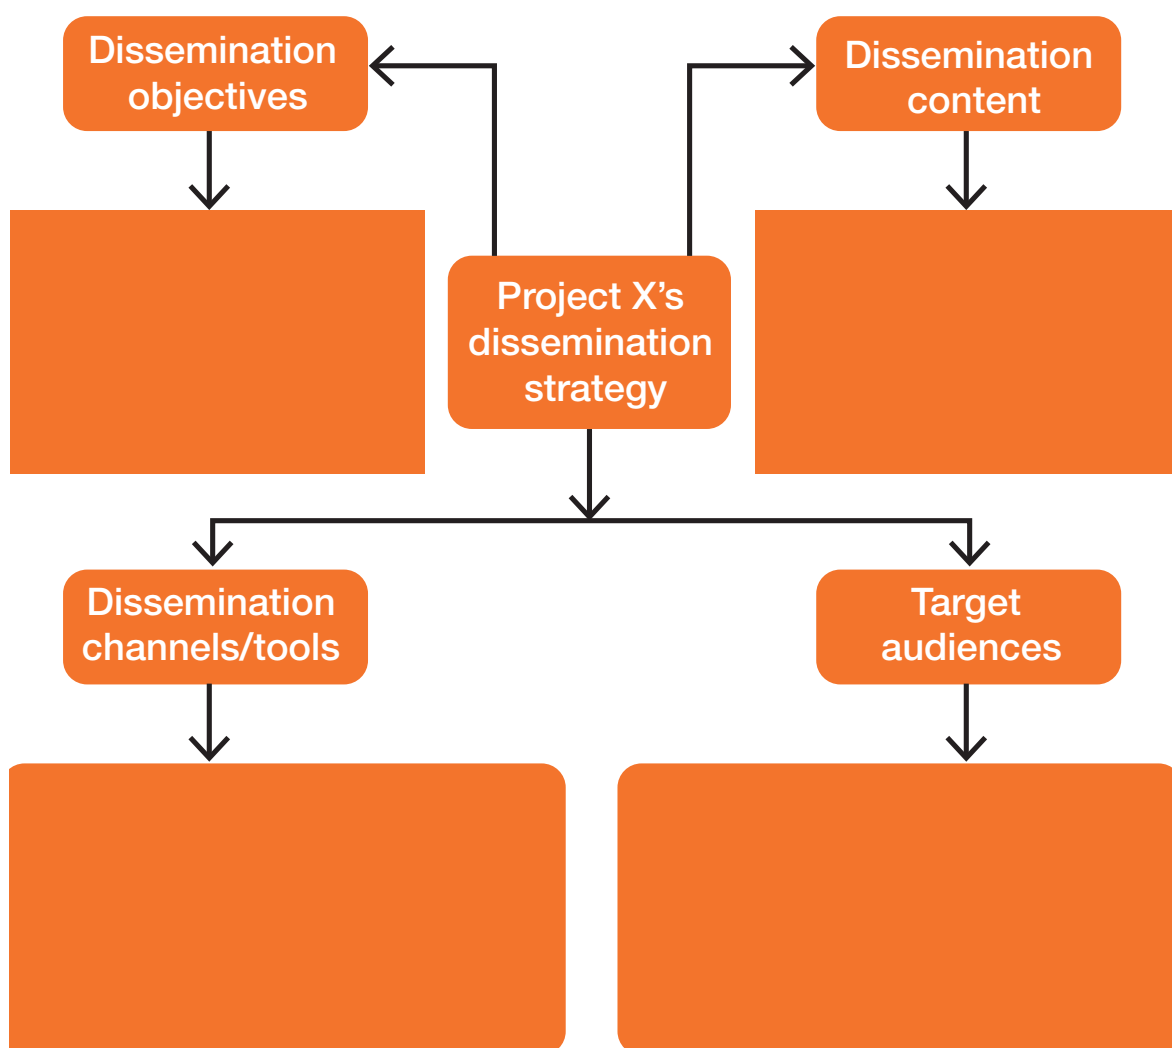 Dissemination
objectives
Dissemination
content
Project X’s
dissemination
strategy
Dissemination
channels/tools
Target
audiences